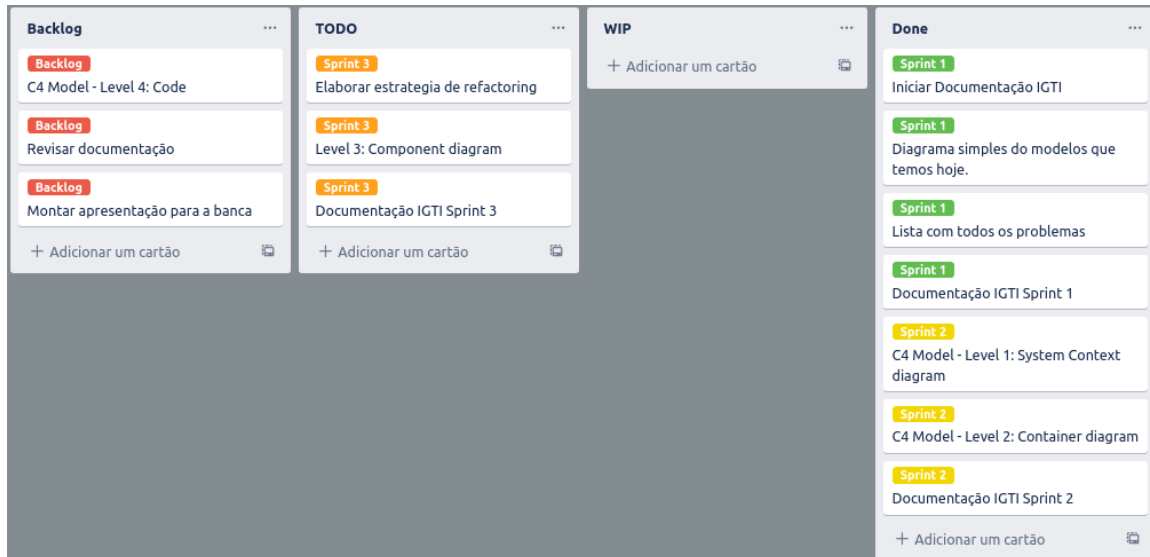 Backlog
Backlog
C4 Model - Level 4: Code
Backlog
Revisar documentação
Backlog
Montar apresentação para a banca
+ Adicionar um cartão
TODO
Sprint 3
Elaborar estrategia de refactoring
Sprint 3
Level 3: Component diagram
Sprint 3
Documentação IGTI Sprint 3
+ Adicionar um cartão
WIP
+ Adicionar um cartão
Done
Sprint 1
Iniciar Documentação IGTI
Sprint 1
Diagrama simples do modelos que
temos hoje.
Sprint 1
Lista com todos os problemas
Sprint 1
Documentação IGTI Sprint 1
Sprint 2
C4 Model - Level 1: System Context
diagram
Sprint 2
C4 Model - Level 2: Container diagram
Sprint 2
Documentação IGTI Sprint 2
+ Adicionar um cartão